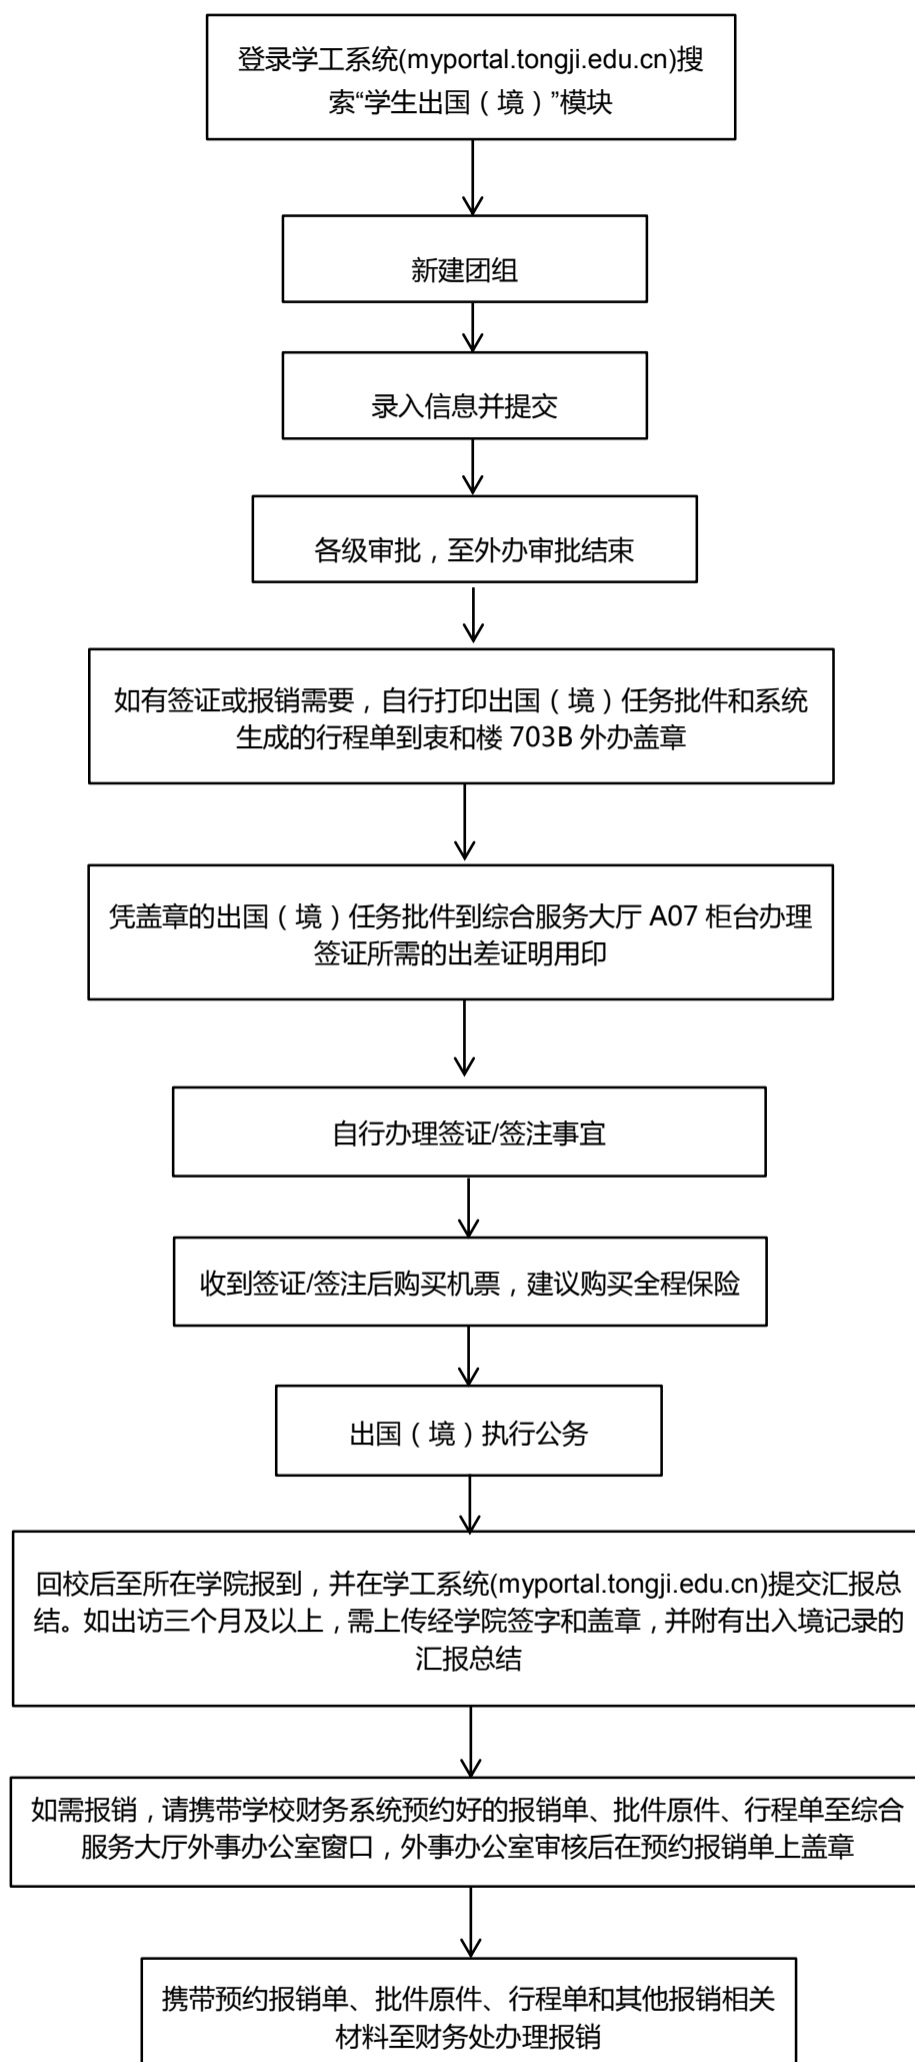 登录学工系统(myportal.tongji.edu.cn)搜
索“学生出国（境）”模块
新建团组
录入信息并提交
各级审批，至外办审批结束
如有签证或报销需要，自行打印出国（境）任务批件和系统
生成的行程单到衷和楼 703B 外办盖章
凭盖章的出国（境）任务批件到综合服务大厅 A07 柜台办理
签证所需的出差证明用印
自行办理签证/签注事宜
收到签证/签注后购买机票，建议购买全程保险
出国（境）执行公务
回校后至所在学院报到，并在学工系统(myportal.tongji.edu.cn)提交汇报总
结。如出访三个月及以上，需上传经学院签字和盖章，并附有出入境记录的
汇报总结
如需报销，请携带学校财务系统预约好的报销单、批件原件、行程单至综合
服务大厅外事办公室窗口，外事办公室审核后在预约报销单上盖章
携带预约报销单、批件原件、行程单和其他报销相关
材料至财务处办理报销